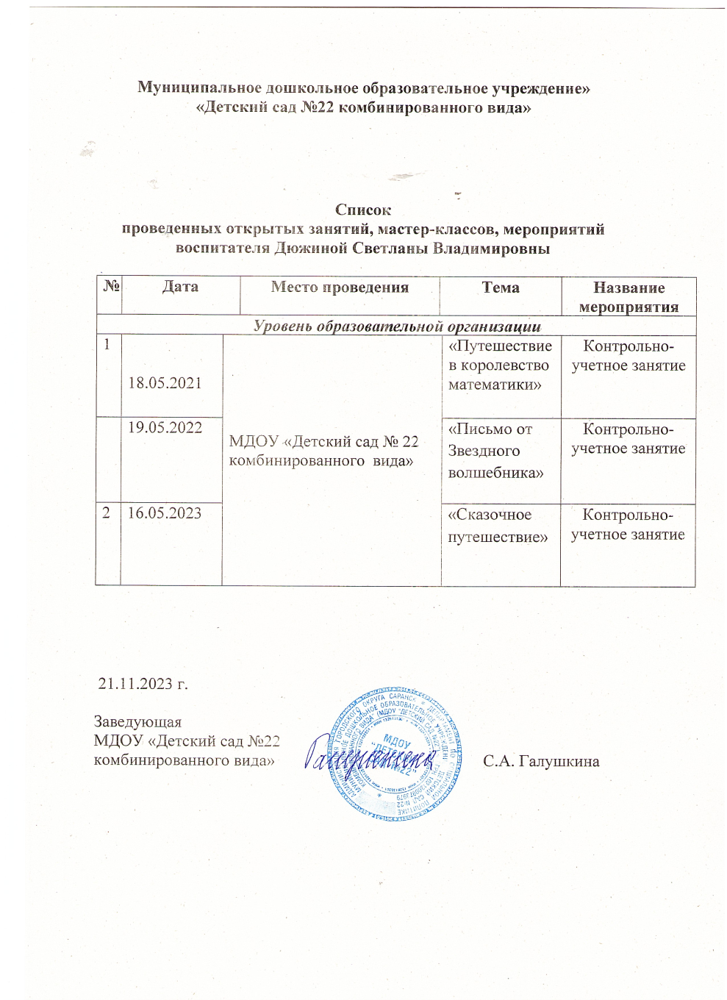 Муниципальное дошкольное образовательное учреждение»
«Детский сад №22 комбинированного вида»
Список
проведенных открытых занятий, мастер-классов, мероприятий
воспитателя Дюжиной Светланы Владимировны
№ Дата Место проведения Тема Название
мероприятия
Уровень образовательной организации
1
18.05.2021
МДОУ «Детский сад № 22
комбинированного вида»
«Путешествие
в королевство
математики»
Контрольно-
учетное занятие
19.05.2022
«Письмо от
Звездного
волшебника»
Контрольно-
учетное занятие
2 16.05.2023
«Сказочное
путешествие»
Контрольно-
учетное занятие
21.11.2023 г.
Заведующая
МДОУ «Детский сад №22
комбинированного вида»
С.А. Галушкина
МДОУ
"ДЕТСКИЙ
САД №22"